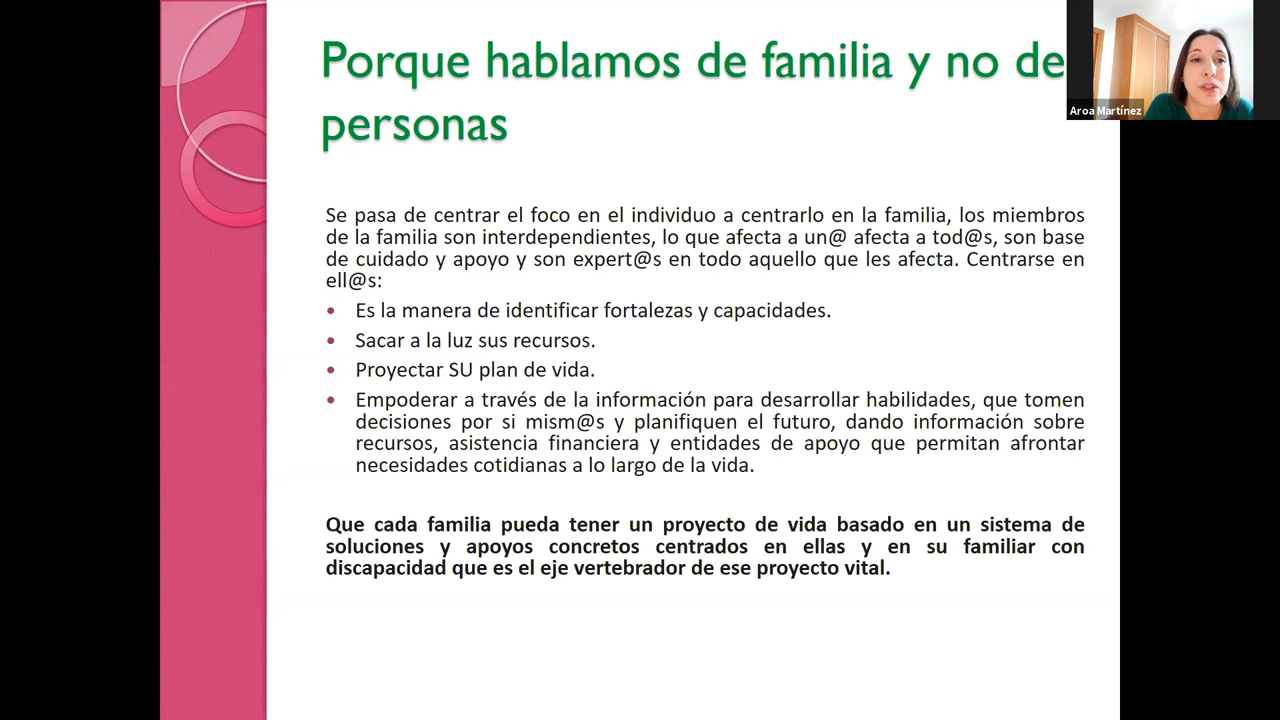 Porque hablamos de familia y no de
personas
Aroa Martínez
Se pasa de centrar el foco en el individuo a centrarlo en la familia, los miembros
de la familia son interdependientes, lo que afecta a un@ afecta a tod@s, son base
de cuidado y apoyo y son expert@s en todo aquello que les afecta. Centrarse en
ell@s:
• Es la manera de identificar fortalezas y capacidades.
• Sacar a la luz sus recursos.
• Proyectar SU plan de vida.
• Empoderar a través de la información para desarrollar habilidades, que tomen
decisiones por si mism@s y planifiquen el futuro, dando información sobre
recursos, asistencia financiera y entidades de apoyo que permitan afrontar
necesidades cotidianas a lo largo de la vida.
Que cada familia pueda tener un proyecto de vida basado en un sistema de
soluciones y apoyos concretos centrados en ellas y en su familiar con
discapacidad que es el eje vertebrador de ese proyecto vital.